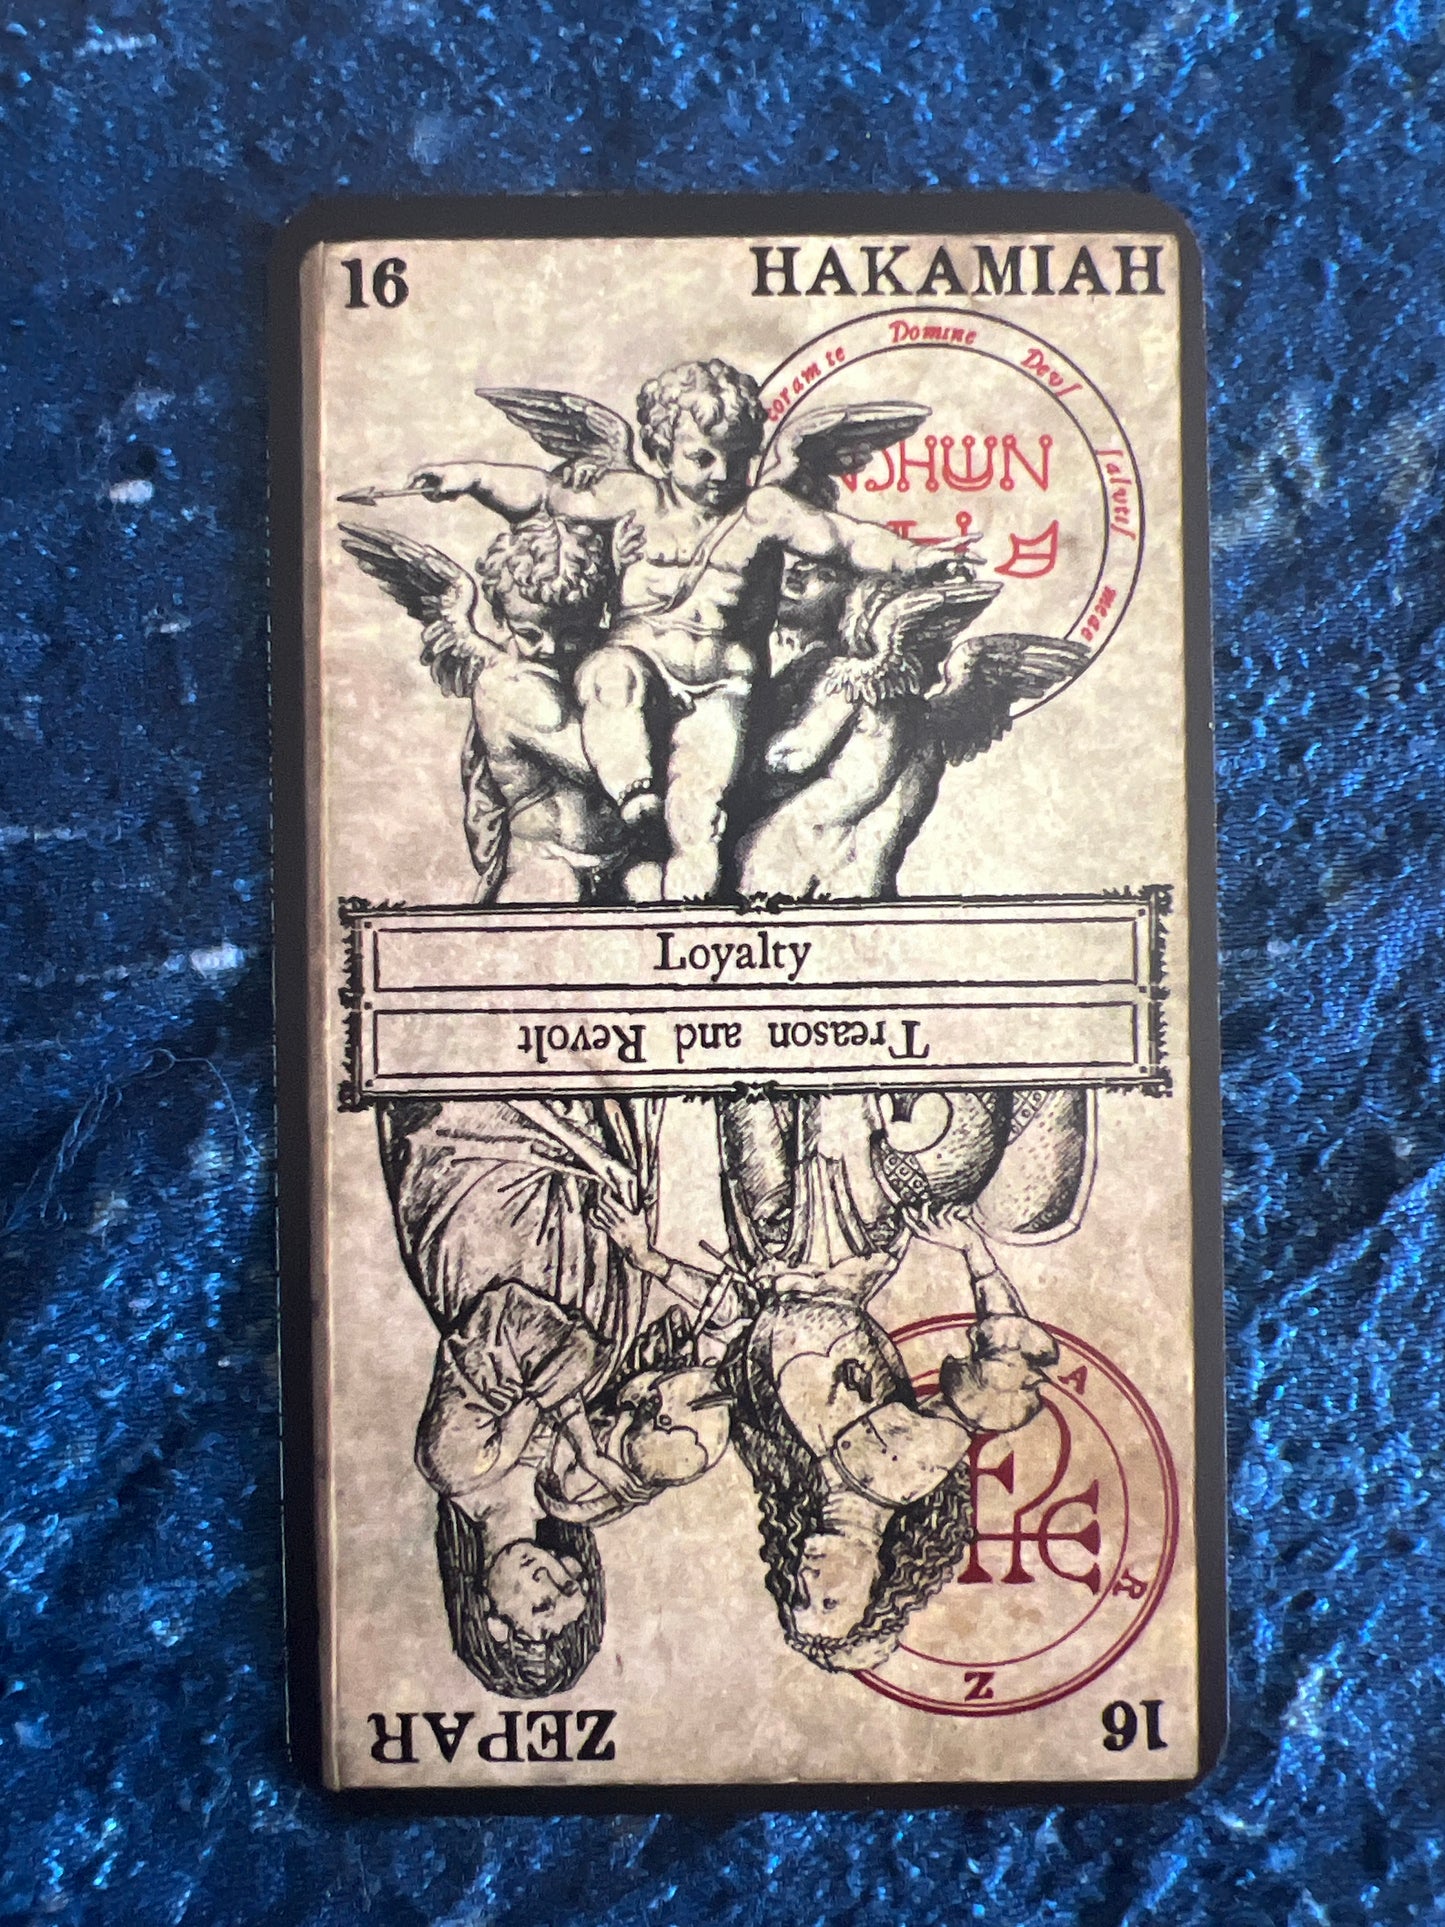 16
HAKAMIAH
coram te Domine Deus salutis meae
Loyalty
Treason and Revolt
ZEPAR
16
Z
A
R